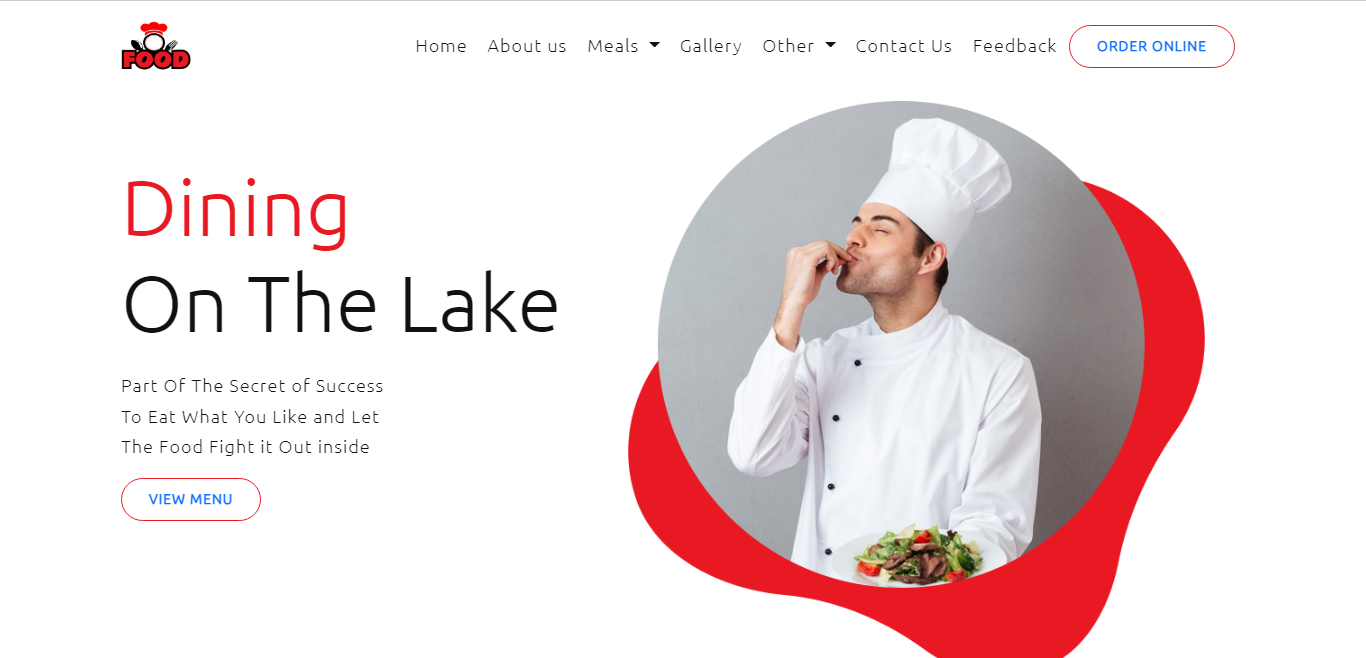 FOOD
Home About us Meals Gallery Other Contact Us Feedback ORDER ONLINE
Dining
On The Lake
Part Of The Secret of Success
To Eat What You Like and Let
The Food Fight it Out inside
VIEW MENU